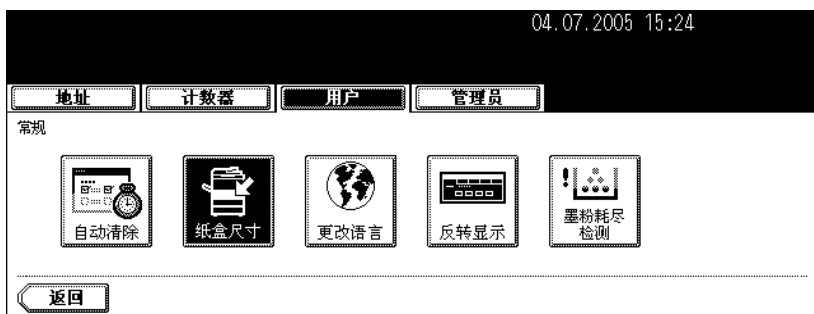 04.07.2005 15:24
地址 计数器 用户 管理员
常规
自动清除 纸盒尺寸 更改语言 反转显示 墨粉耗尽
检测
返回